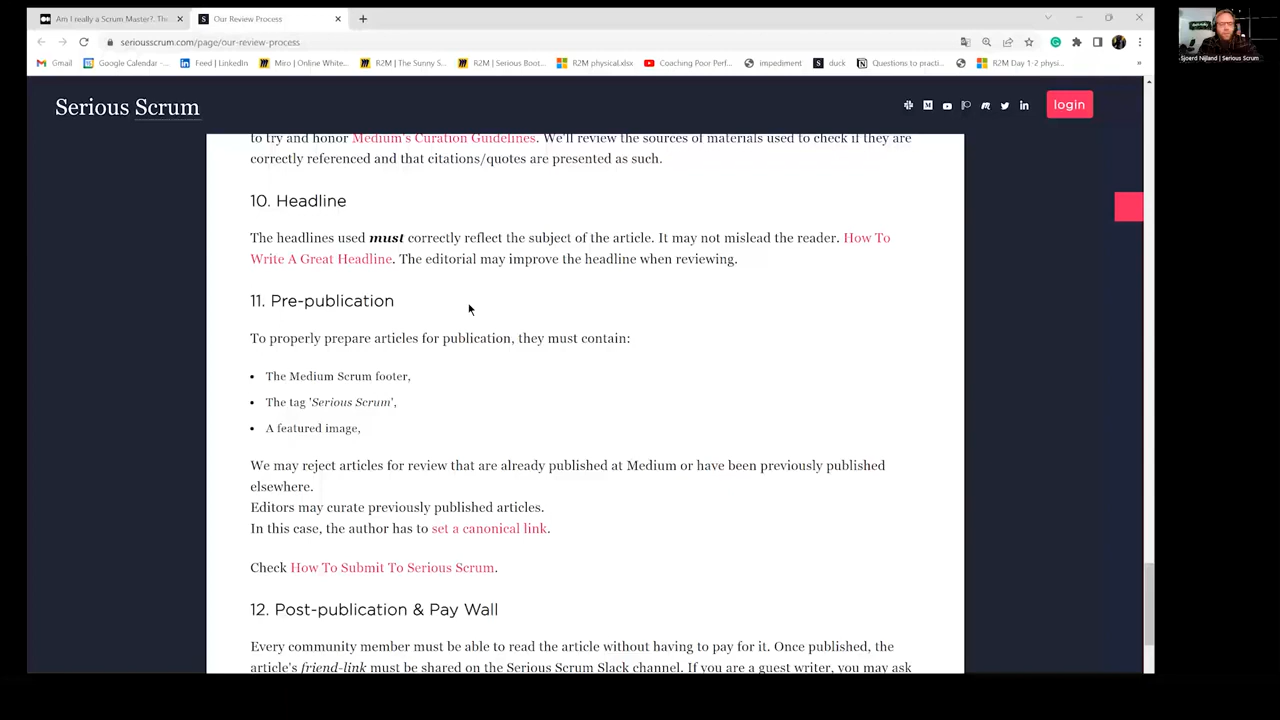 Am I really a Scrum Master?. Th
Our Review Process
seriousscrum.com/page/our-review-process
Gmail
Google Calendar -...
Feed | LinkedIn
Miro | Online White...
R2M | The Sunny S...
R2M | Serious Boot...
R2M physical.xlsx
Coaching Poor Perf...
impediment
duck
Questions to practi...
R2M Day 1-2 physi...
Serious Scrum
login
to try and honor Medium's Curation Guidelines. We'll review the sources of materials used to check if they are
correctly referenced and that citations/quotes are presented as such.
10. Headline
The headlines used must correctly reflect the subject of the article. It may not mislead the reader. How To
Write A Great Headline. The editorial may improve the headline when reviewing.
11. Pre-publication
To properly prepare articles for publication, they must contain:
• The Medium Scrum footer,
• The tag 'Serious Scrum',
• A featured image,
We may reject articles for review that are already published at Medium or have been previously published
elsewhere.
Editors may curate previously published articles.
In this case, the author has to set a canonical link.
Check How To Submit To Serious Scrum.
12. Post-publication & Pay Wall
Every community member must be able to read the article without having to pay for it. Once published, the
article's friend-link must be shared on the Serious Scrum Slack channel. If you are a guest writer, you may ask
Sjoerd Nijland | Serious Scrum